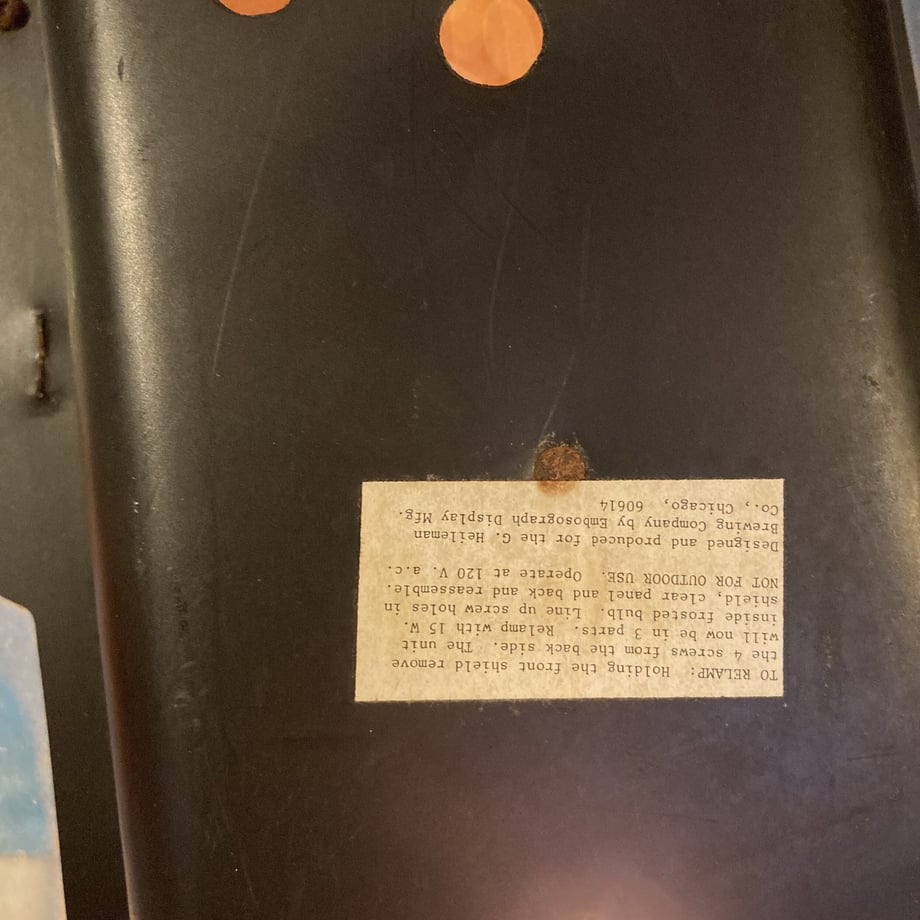 TO RELAMP: Holding the front shield remove
the 4 screws from the back side. The unit
will now be in 3 parts. Relamp with 15 W.
inside frosted bulb. Line up screw holes in
shield, clear panel and back and reassemble.
NOT FOR OUTDOOR USE. Operate at 120 V. a.c.
Designed and produced for the G. Heilleman
Brewing Company by Embosograph Display Mfg.
Co., Chicago, 60614